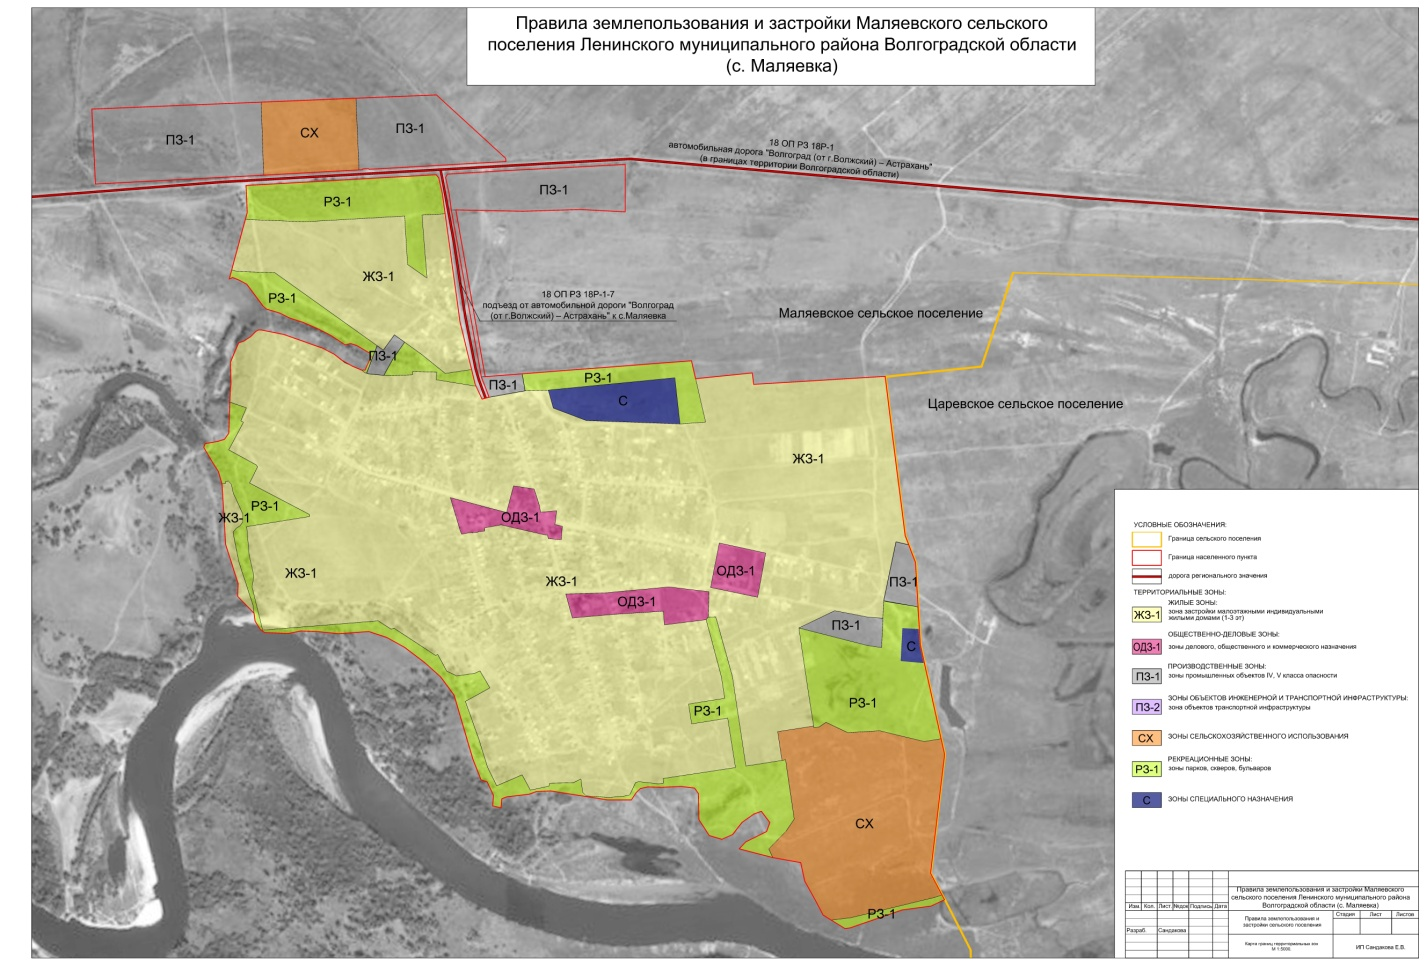 Правила землепользования и застройки Маляевского сельского
поселения Ленинского муниципального района Волгоградской области
(с. Маляевка)
ПЗ-1
СХ
ПЗ-1
18 ОП РЗ 18Р-1
автомобильная дорога "Волгоград (от г.Волжский) – Астрахань"
(в границах территории Волгоградской области)
ПЗ-1
РЗ-1
ЖЗ-1
РЗ-1
18 ОП РЗ 18Р-1-7
подъезд от автомобильной дороги "Волгоград
(от г.Волжский) – Астрахань" к с.Маляевка
Маляевское сельское поселение
ПЗ-1
ПЗ-1
РЗ-1
С
Царевское сельское поселение
ЖЗ-1
РЗ-1
ЖЗ-1
ОДЗ-1
ЖЗ-1
ЖЗ-1
ОДЗ-1
ПЗ-1
ОДЗ-1
ПЗ-1
С
РЗ-1
РЗ-1
СХ
РЗ-1
УСЛОВНЫЕ ОБОЗНАЧЕНИЯ:
Граница сельского поселения
Граница населенного пункта
дорога регионального значения
ТЕРРИТОРИАЛЬНЫЕ ЗОНЫ:
ЖИЛЫЕ ЗОНЫ:
ЖЗ-1 зона застройки малоэтажными индивидуальными
жилыми домами (1-3 эт)
ОБЩЕСТВЕННО-ДЕЛОВЫЕ ЗОНЫ:
ОДЗ-1 зоны делового, общественного и коммерческого назначения
ПРОИЗВОДСТВЕННЫЕ ЗОНЫ:
ПЗ-1 зоны промышленных объектов IV, V класса опасности
ЗОНЫ ОБЪЕКТОВ ИНЖЕНЕРНОЙ И ТРАНСПОРТНОЙ ИНФРАСТРУКТУРЫ:
ПЗ-2 зона объектов транспортной инфраструктуры
СХ ЗОНЫ СЕЛЬСКОХОЗЯЙСТВЕННОГО ИСПОЛЬЗОВАНИЯ
РЕКРЕАЦИОННЫЕ ЗОНЫ:
РЗ-1 зоны парков, скверов, бульваров
С ЗОНЫ СПЕЦИАЛЬНОГО НАЗНАЧЕНИЯ
Правила землепользования и застройки Маляевского
сельского поселения Ленинского муниципального района
Волгоградской области (с. Маляевка)
Изм. Кол. Лист №док Подпись Дата
Правила землепользования и
застройки сельского поселения
Стадия Лист Листов
Разраб. Сандакова
Карта границ территориальных зон
М 1:5000.
ИП Сандакова Е.В.